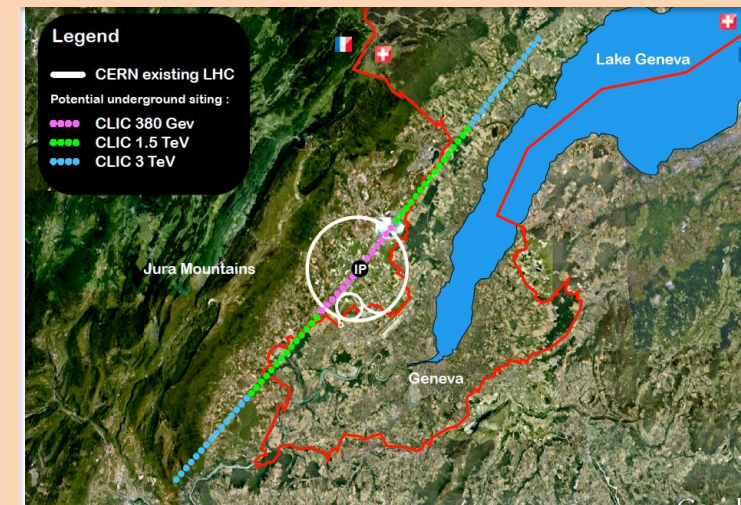 Legend
CERN existing LHC
Potential underground siting :
CLIC 380 Gev
CLIC 1.5 TeV
CLIC 3 TeV
Lake Geneva
Jura Mountains
IP
Geneva